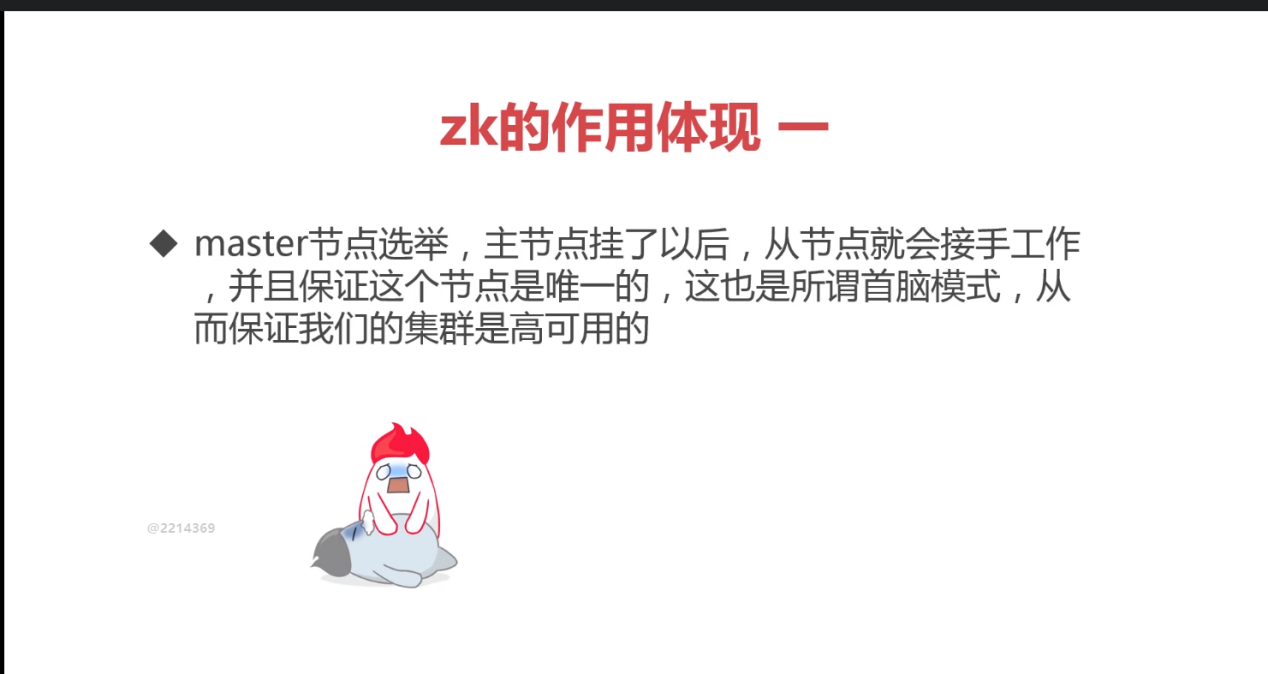 zk的作用体现 一
◆ master节点选举，主节点挂了以后，从节点就会接手工作
，并且保证这个节点是唯一的，这也是所谓首脑模式，从
而保证我们的集群是高可用的
@2214369